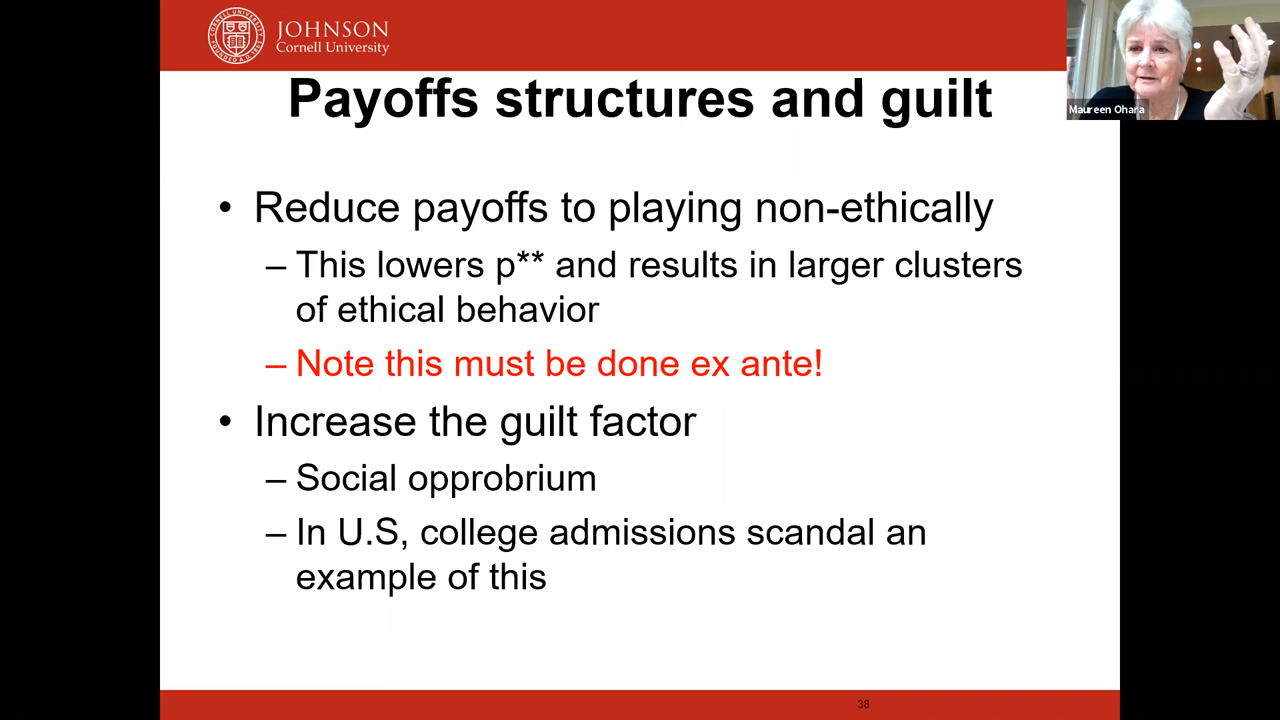 JOHNSON
Cornell University
Maureen Ohara
Payoffs structures and guilt
• Reduce payoffs to playing non-ethically
– This lowers p** and results in larger clusters
of ethical behavior
– Note this must be done ex ante!
• Increase the guilt factor
– Social opprobrium
– In U.S, college admissions scandal an
example of this
38